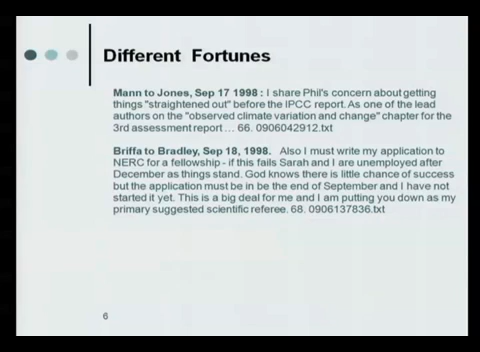 Different Fortunes
Mann to Jones, Sep 17 1998 : I share Phil's concern about getting
things "straightened out" before the IPCC report. As one of the lead
authors on the "observed climate variation and change" chapter for the
3rd assessment report ... 66. 0906042912.txt
Briffa to Bradley, Sep 18, 1998. Also I must write my application to
NERC for a fellowship - if this fails Sarah and I are unemployed after
December as things stand. God knows there is little chance of success
but the application must be in be the end of September and I have not
started it yet. This is a big deal for me and I am putting you down as my
primary suggested scientific referee. 68. 0906137836.txt
6